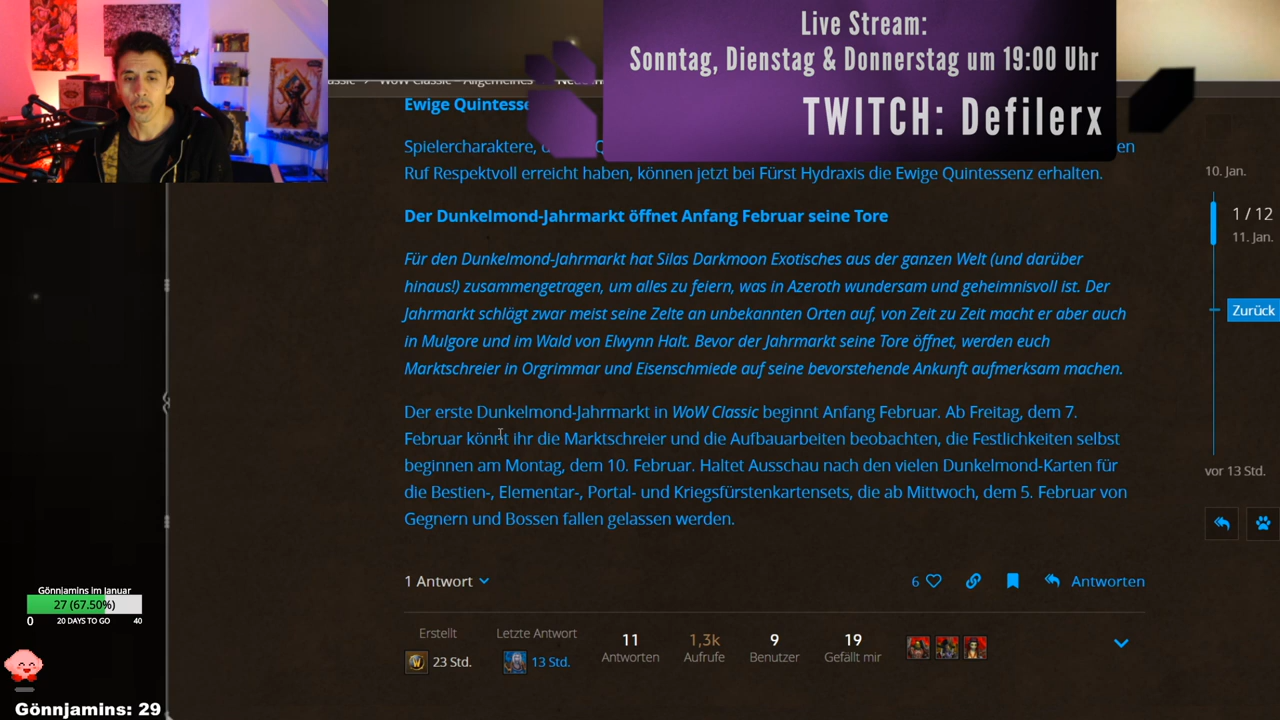 Live Stream:
Sonntag, Dienstag & Donnerstag um 19:00 Uhr
TWITCH: Defilerx
WoW Classic - Allgemeines
Ewige Quintesse
Spielercharaktere, en
Ruf Respektvoll erreicht haben, können jetzt bei Fürst Hydraxis die Ewige Quintessenz erhalten.
Der Dunkelmond-Jahrmarkt öffnet Anfang Februar seine Tore
Für den Dunkelmond-Jahrmarkt hat Silas Darkmoon Exotisches aus der ganzen Welt (und darüber
hinaus!) zusammengetragen, um alles zu feiern, was in Azeroth wundersam und geheimnisvoll ist. Der
Jahrmarkt schlägt zwar meist seine Zelte an unbekannten Orten auf, von Zeit zu Zeit macht er aber auch
in Mulgore und im Wald von Elwynn Halt. Bevor der Jahrmarkt seine Tore öffnet, werden euch
Marktschreier in Orgrimmar und Eisenschmiede auf seine bevorstehende Ankunft aufmerksam machen.
Der erste Dunkelmond-Jahrmarkt in WoW Classic beginnt Anfang Februar. Ab Freitag, dem 7.
Februar könnt ihr die Marktschreier und die Aufbauarbeiten beobachten, die Festlichkeiten selbst
beginnen am Montag, dem 10. Februar. Haltet Ausschau nach den vielen Dunkelmond-Karten für
die Bestien-, Elementar-, Portal- und Kriegsfürstenkartensets, die ab Mittwoch, dem 5. Februar von
Gegnern und Bossen fallen gelassen werden.
1 Antwort
6
Antworten
Erstellt
23 Std.
Letzte Antwort
13 Std.
11
Antworten
1,3k
Aufrufe
9
Benutzer
19
Gefällt mir
10. Jan.
1 / 12
11. Jan.
Zurück
vor 13 Std.
Gönnjamins im Januar
27 (67.50%)
0 20 DAYS TO GO 40
Gönnjamins: 29